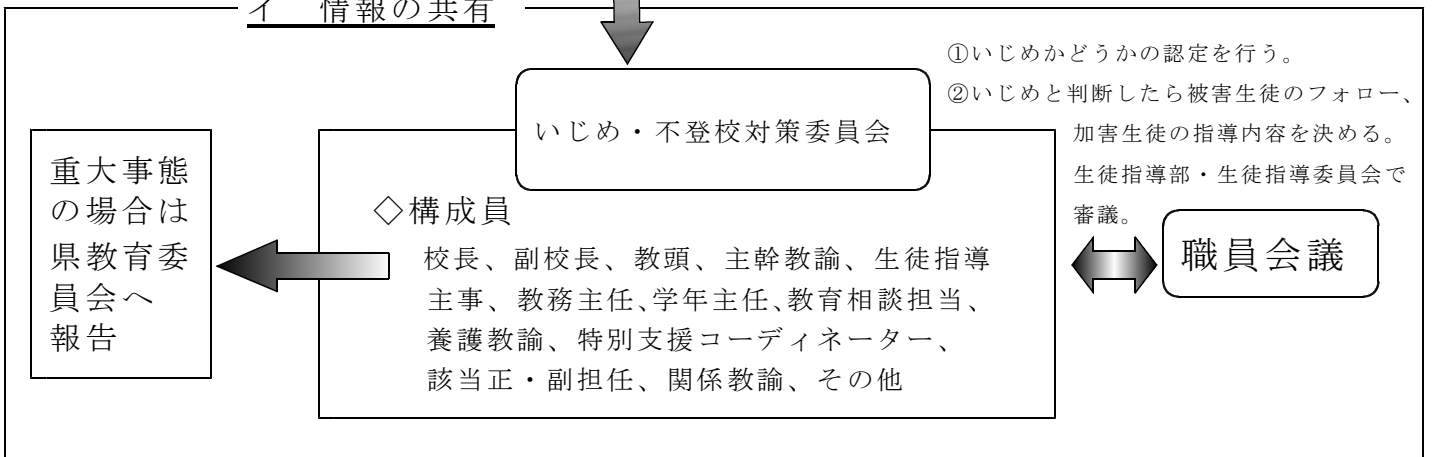 イ　情報の共有
①いじめかどうかの認定を行う。
②いじめと判断したら被害生徒のフォロー、
加害生徒の指導内容を決める。
生徒指導部・生徒指導委員会で
審議。
いじめ・不登校対策委員会
重大事態
の場合は
県教育委
員会へ
報告
◇構成員
校長、副校長、教頭、主幹教諭、生徒指導
主事、教務主任、学年主任、教育相談担当、
養護教諭、特別支援コーディネーター、
該当正・副担任、関係教諭、その他
職員会議